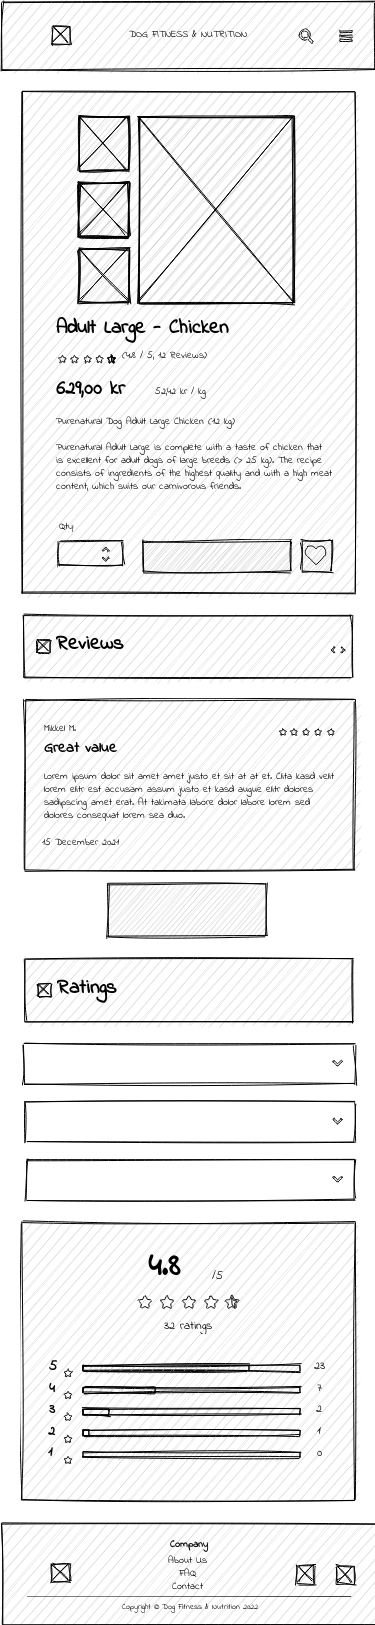 DOG FITNESS & NUTRITION
Adult Large - Chicken
(4.8 / 5, 12 Reviews)
629,00 kr 52,42 kr / kg
Purenatural Dog Adult Large Chicken (12 kg)
Purenatural Adult Large is complete with a taste of chicken that
is excellent for adult dogs of large breeds (> 25 kg). The recipe
consists of ingredients of the highest quality and with a high meat
content, which suits our carnivorous friends.
Qty
Reviews
Mikkel M.
Great value
Lorem ipsum dolor sit amet amet justo et sit at at et. Clita kasd velit
lorem elitr est accusam assum justo et kasd augue elitr dolores
sadipscing amet erat. At takimata labore dolor labore lorem sed
dolores consequat lorem sea duo.
15 December 2021
Ratings
4.8 /5
32 ratings
5 23
4 7
3 2
2 1
1 0
Company
About Us
FAQ
Contact
Copyright © Dog Fitness & Nutrition 2022